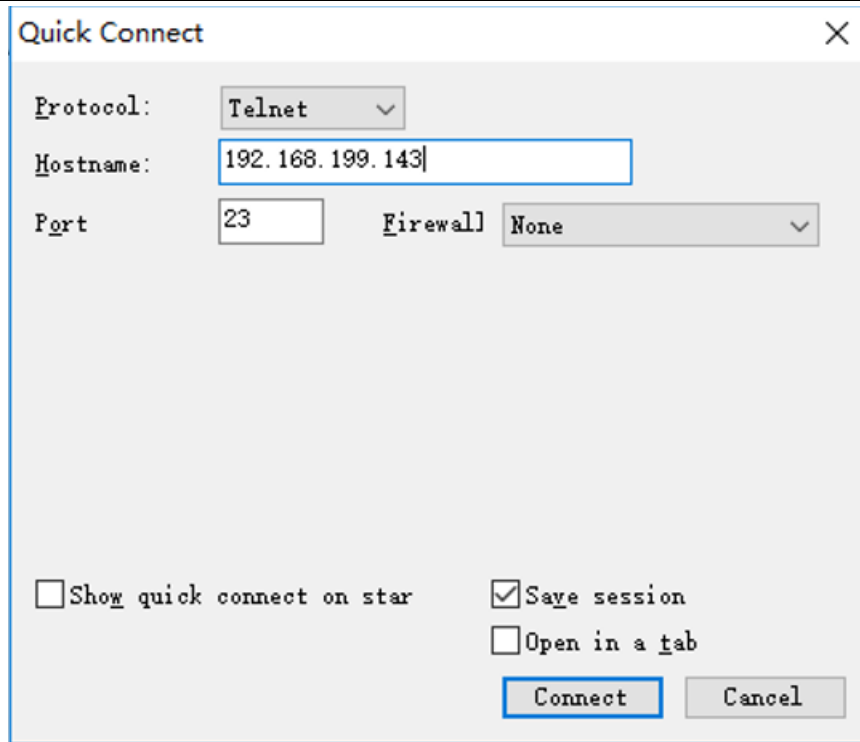 Quick Connect
Protocol: Telnet
Hostname: 192.168.199.143
Port 23 Firewall None
Show quick connect on star Save session
Open in a tab
Connect Cancel